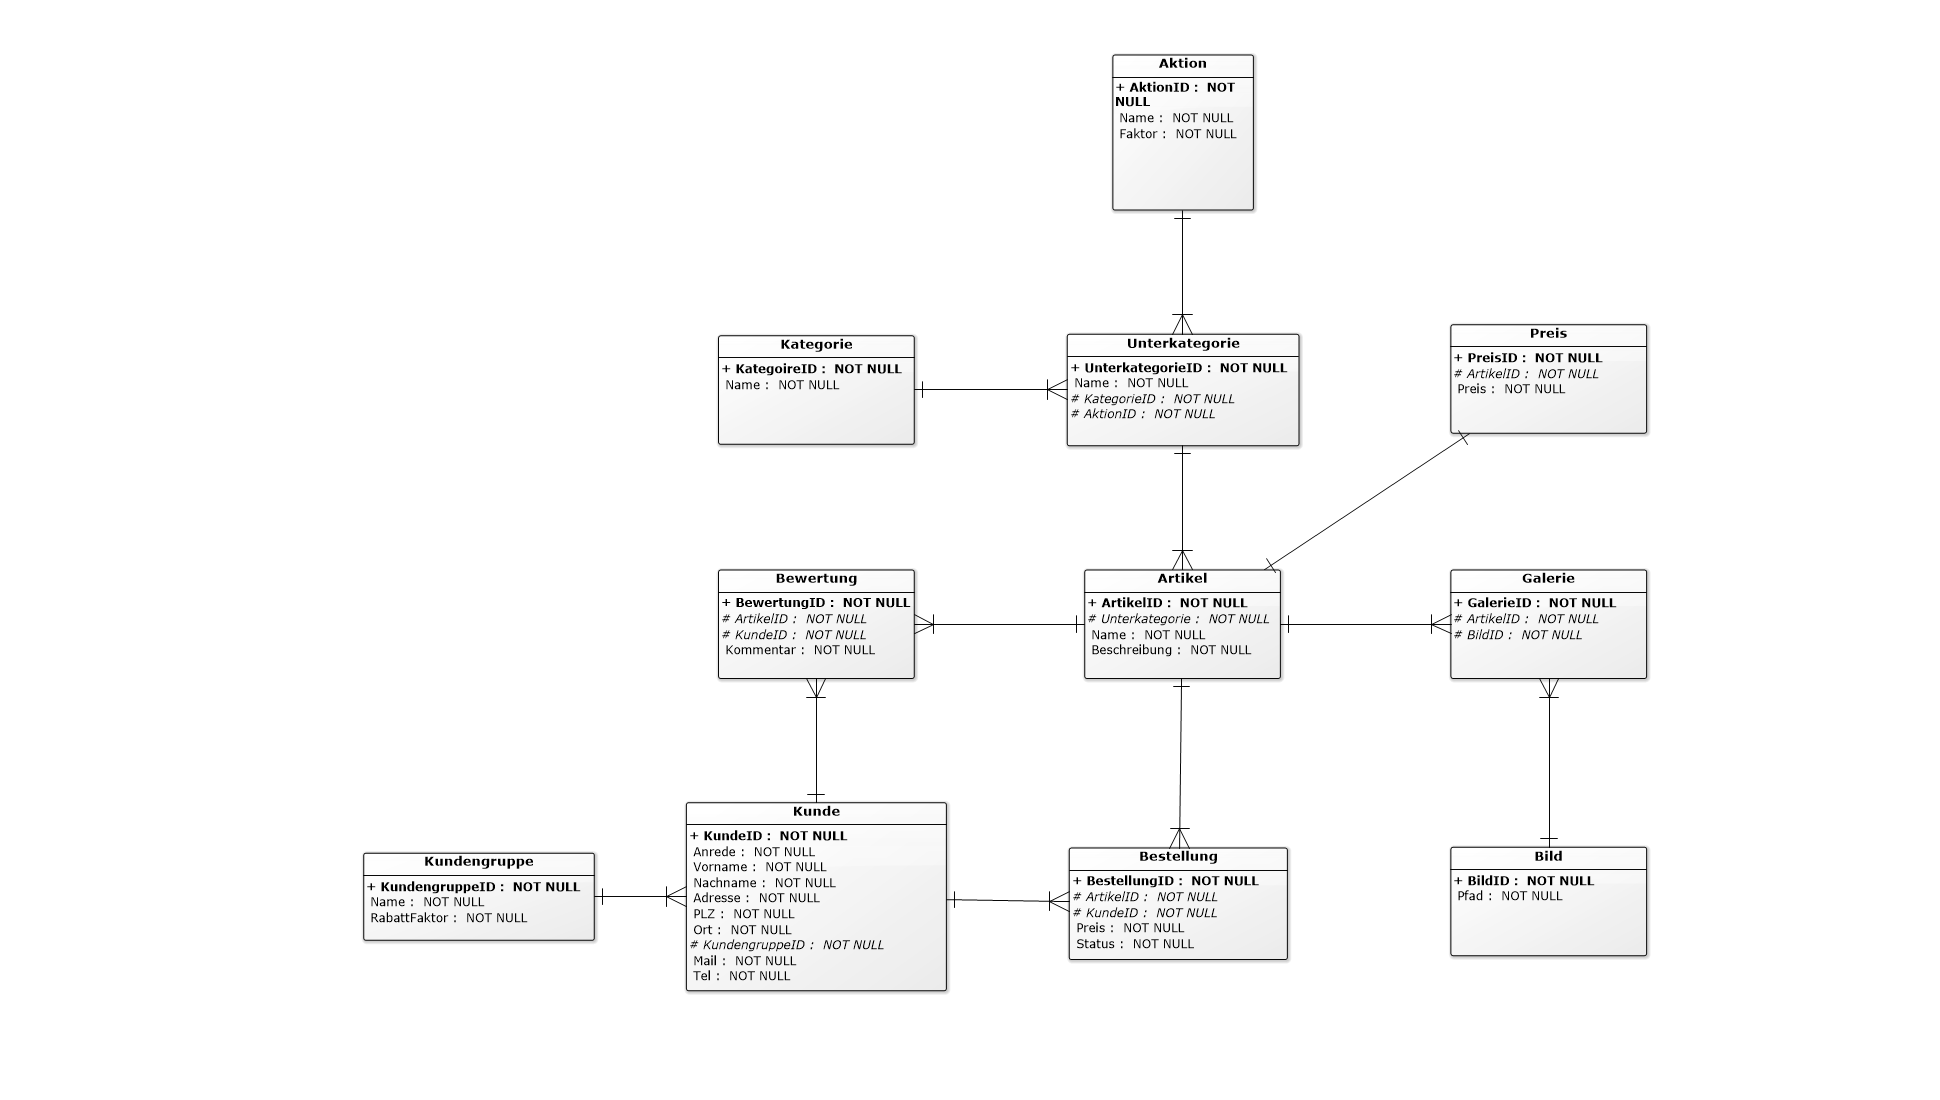 Aktion
+ AktionID :  NOT
NULL
Name :  NOT NULL
Faktor :  NOT NULL
Kategorie
+ KategoireID :  NOT NULL
Name :  NOT NULL
Unterkategorie
+ UnterkategorieID :  NOT NULL
Name :  NOT NULL
# KategorieID :  NOT NULL
# AktionID :  NOT NULL
Preis
+ PreisID :  NOT NULL
# ArtikelID :  NOT NULL
Preis :  NOT NULL
Bewertung
+ BewertungID :  NOT NULL
# ArtikelID :  NOT NULL
# KundeID :  NOT NULL
Kommentar :  NOT NULL
Artikel
+ ArtikelID :  NOT NULL
# Unterkategorie :  NOT NULL
Name :  NOT NULL
Beschreibung :  NOT NULL
Galerie
+ GalerieID :  NOT NULL
# ArtikelID :  NOT NULL
# BildID :  NOT NULL
Kundengruppe
+ KundengruppeID :  NOT NULL
Name :  NOT NULL
RabattFaktor :  NOT NULL
Kunde
+ KundeID :  NOT NULL
Anrede :  NOT NULL
Vorname :  NOT NULL
Nachname :  NOT NULL
Adresse :  NOT NULL
PLZ :  NOT NULL
Ort :  NOT NULL
# KundengruppeID :  NOT NULL
Mail :  NOT NULL
Tel :  NOT NULL
Bestellung
+ BestellungID :  NOT NULL
# ArtikelID :  NOT NULL
# KundeID :  NOT NULL
Preis :  NOT NULL
Status :  NOT NULL
Bild
+ BildID :  NOT NULL
Pfad :  NOT NULL